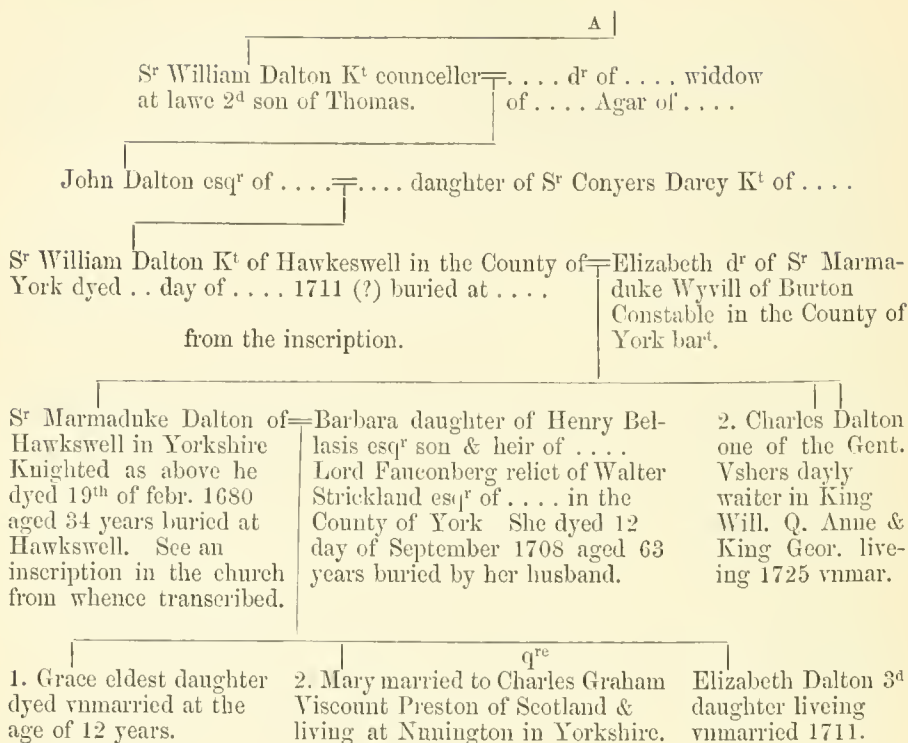 A
Sʳ William Dalton Kᵗ counceller=. . . . dʳ of . . . . widdow
at lawe 2ᵈ son of Thomas. of . . . . Agar of . . . .
John Dalton esqʳ of . . . .=. . . . daughter of Sʳ Conyers Darcy Kᵗ of . . . .
Sʳ William Dalton Kᵗ of Hawkeswell in the County of=Elizabeth dʳ of Sʳ Marma-
York dyed . . day of . . . . 1711 (?) buried at . . . . duke Wyvill of Burton
Constable in the County of
from the inscription. York barᵗ.
Sʳ Marmaduke Dalton of=Barbara daughter of Henry Bel- 2. Charles Dalton
Hawkswell in Yorkshire lasis esqʳ son & heir of . . . . one of the Gent.
Knighted as above he Lord Fauconberg relict of Walter Vshers dayly
dyed 19ᵗʰ of febr. 1680 Strickland esqʳ of . . . . in the waiter in King
aged 34 years buried at County of York She dyed 12 Will. Q. Anne &
Hawkswell. See an day of September 1708 aged 63 King Geor. live-
inscription in the church years buried by her husband. ing 1725 vnmar.
from whence transcribed.
qʳᵉ
1. Grace eldest daughter 2. Mary married to Charles Graham Elizabeth Dalton 3ᵈ
dyed vnmarried at the Viscount Preston of Scotland & daughter liveing
age of 12 years. living at Nunington in Yorkshire. vnmarried 1711.